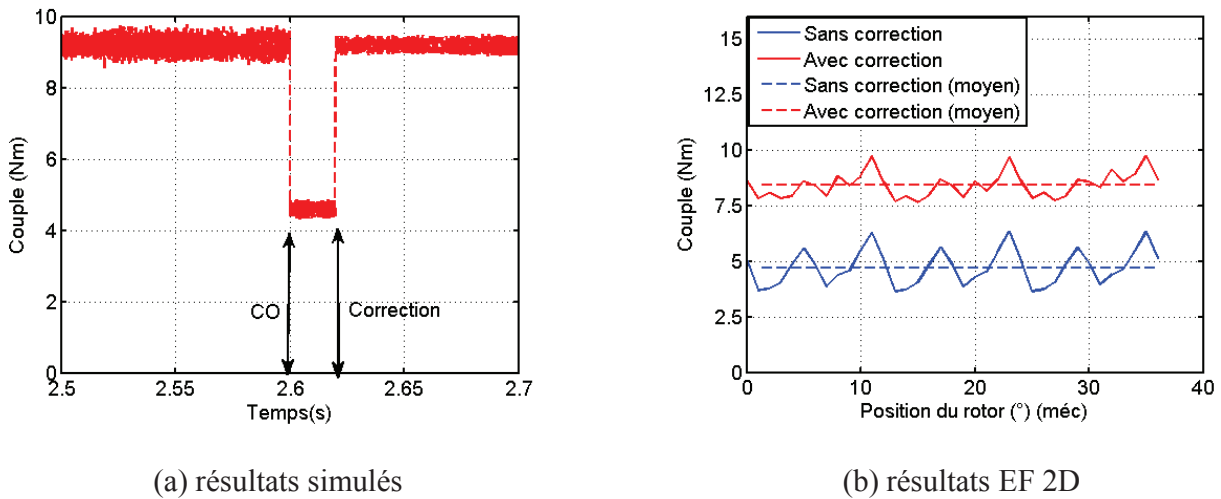 10
8
6
4
2
0
Couple (Nm)
CO
Correction
2.5
2.55
2.6
2.65
2.7
Temps(s)
(a) résultats simulés
15
12.5
10
7.5
5
2.5
0
Couple (Nm)
Sans correction
Avec correction
Sans correction (moyen)
Avec correction (moyen)
0
10
20
30
40
Position du rotor (°) (méc)
(b) résultats EF 2D